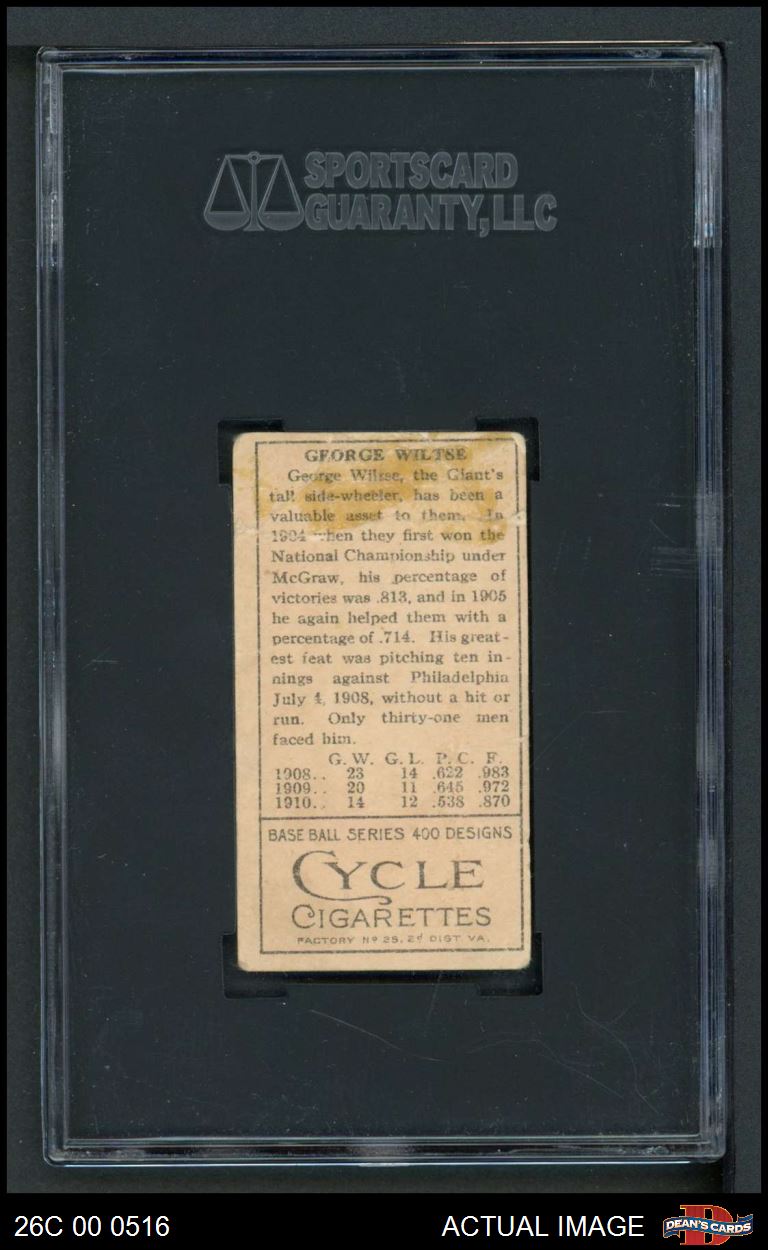 SPORTSCARD
GUARANTY, LLC
GEORGE WILTSE
George Wiltse, the Giant's
tall side-wheeler, has been a
valuable asset to them. In
1904 when they first won the
National Championship under
McGraw, his percentage of
victories was .813, and in 1905
he again helped them with a
percentage of .714. His great-
est feat was pitching ten in-
nings against Philadelphia
July 4, 1908, without a hit or
run. Only thirty-one men
faced him.
G. W. G. L. P. C. F.
1908.. 23 14 .622 .983
1909.. 20 11 .645 .972
1910.. 14 12 .538 .870
BASE BALL SERIES 400 DESIGNS
CYCLE
CIGARETTES
FACTORY Nº 25, 2d DIST VA.
26C 00 0516 ACTUAL IMAGE DEAN'S CARDS